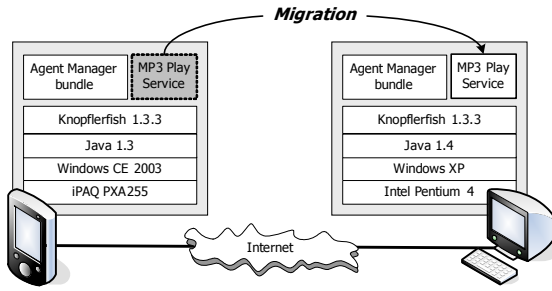 Migration
Agent Manager
bundle
MP3 Play
Service
Knopflerfish 1.3.3
Java 1.3
Windows CE 2003
iPAQ PXA255
Agent Manager
bundle
MP3 Play
Service
Knopflerfish 1.3.3
Java 1.4
Windows XP
Intel Pentium 4
Internet